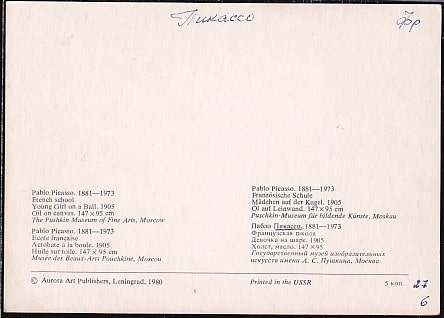 Пикассо
Фр
Pablo Picasso. 1881—1973
French school
Young Girl on a Ball. 1905
Oil on canvas. 147×95 cm
The Pushkin Museum of Fine Arts, Moscow
Pablo Picasso. 1881—1973
Ecole française
Acrobate à la boule. 1905
Huile sur toile. 147×95 cm
Musée des Beaux-Arts Pouchkine, Moscou
Pablo Picasso. 1881—1973
Französische Schule
Mädchen auf der Kugel. 1905
Öl auf Leinwand. 147×95 cm
Puschkin-Museum für bildende Künste, Moskau
Пабло Пикассо. 1881—1973
Французская школа
Девочка на шаре. 1905
Холст, масло. 147×95 см
Государственный музей изобразительных
искусств имени А. С. Пушкина, Москва
© Aurora Art Publishers, Leningrad, 1980
Printed in the USSR
5 коп.
27
6